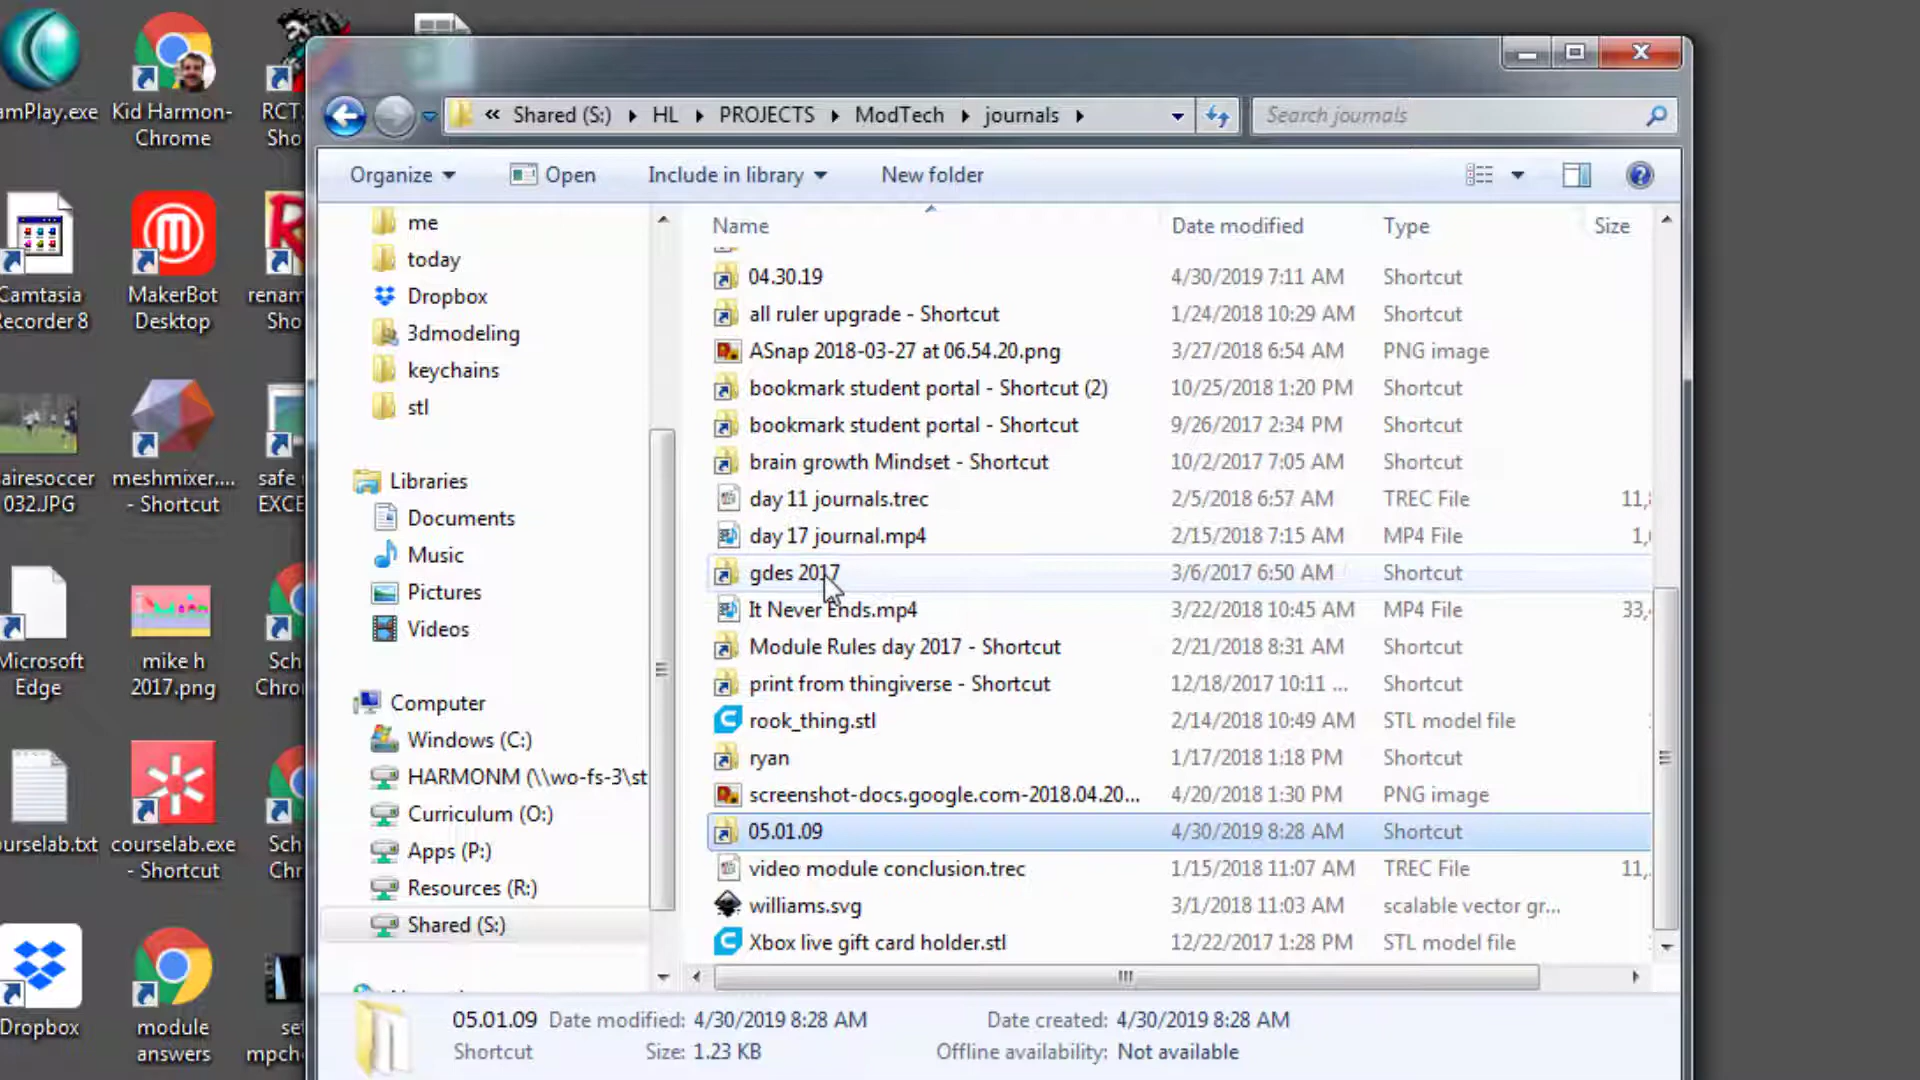 amPlay.exe
Kid Harmon-
Chrome
RCT.
Sho
Camtasia
Recorder 8
MakerBot
Desktop
renam
Sho
airesoccer
032.JPG
meshmixer....
- Shortcut
safe
EXCE
Microsoft
Edge
mike h
2017.png
Sch
Chro
ourselab.txt
courselab.exe
- Shortcut
Sch
Chr
Dropbox
module
answers
set
mpch
« Shared (S:) HL PROJECTS ModTech journals
Search journals
Organize Open Include in library New folder
me
today
Dropbox
3dmodeling
keychains
stl
Libraries
Documents
Music
Pictures
Videos
Computer
Windows (C:)
HARMONM (\\wo-fs-3\st
Curriculum (O:)
Apps (P:)
Resources (R:)
Shared (S:)
Name Date modified Type Size
04.30.19 4/30/2019 7:11 AM Shortcut
all ruler upgrade - Shortcut 1/24/2018 10:29 AM Shortcut
ASnap 2018-03-27 at 06.54.20.png 3/27/2018 6:54 AM PNG image
bookmark student portal - Shortcut (2) 10/25/2018 1:20 PM Shortcut
bookmark student portal - Shortcut 9/26/2017 2:34 PM Shortcut
brain growth Mindset - Shortcut 10/2/2017 7:05 AM Shortcut
day 11 journals.trec 2/5/2018 6:57 AM TREC File 11,
day 17 journal.mp4 2/15/2018 7:15 AM MP4 File 1,
gdes 2017 3/6/2017 6:50 AM Shortcut
It Never Ends.mp4 3/22/2018 10:45 AM MP4 File 33,
Module Rules day 2017 - Shortcut 2/21/2018 8:31 AM Shortcut
print from thingiverse - Shortcut 12/18/2017 10:11 ... Shortcut
rook_thing.stl 2/14/2018 10:49 AM STL model file
ryan 1/17/2018 1:18 PM Shortcut
screenshot-docs.google.com-2018.04.20... 4/20/2018 1:30 PM PNG image
05.01.09 4/30/2019 8:28 AM Shortcut
video module conclusion.trec 1/15/2018 11:07 AM TREC File 11,
williams.svg 3/1/2018 11:03 AM scalable vector gr...
Xbox live gift card holder.stl 12/22/2017 1:28 PM STL model file
05.01.09 Date modified: 4/30/2019 8:28 AM Date created: 4/30/2019 8:28 AM
Shortcut Size: 1.23 KB Offline availability: Not available